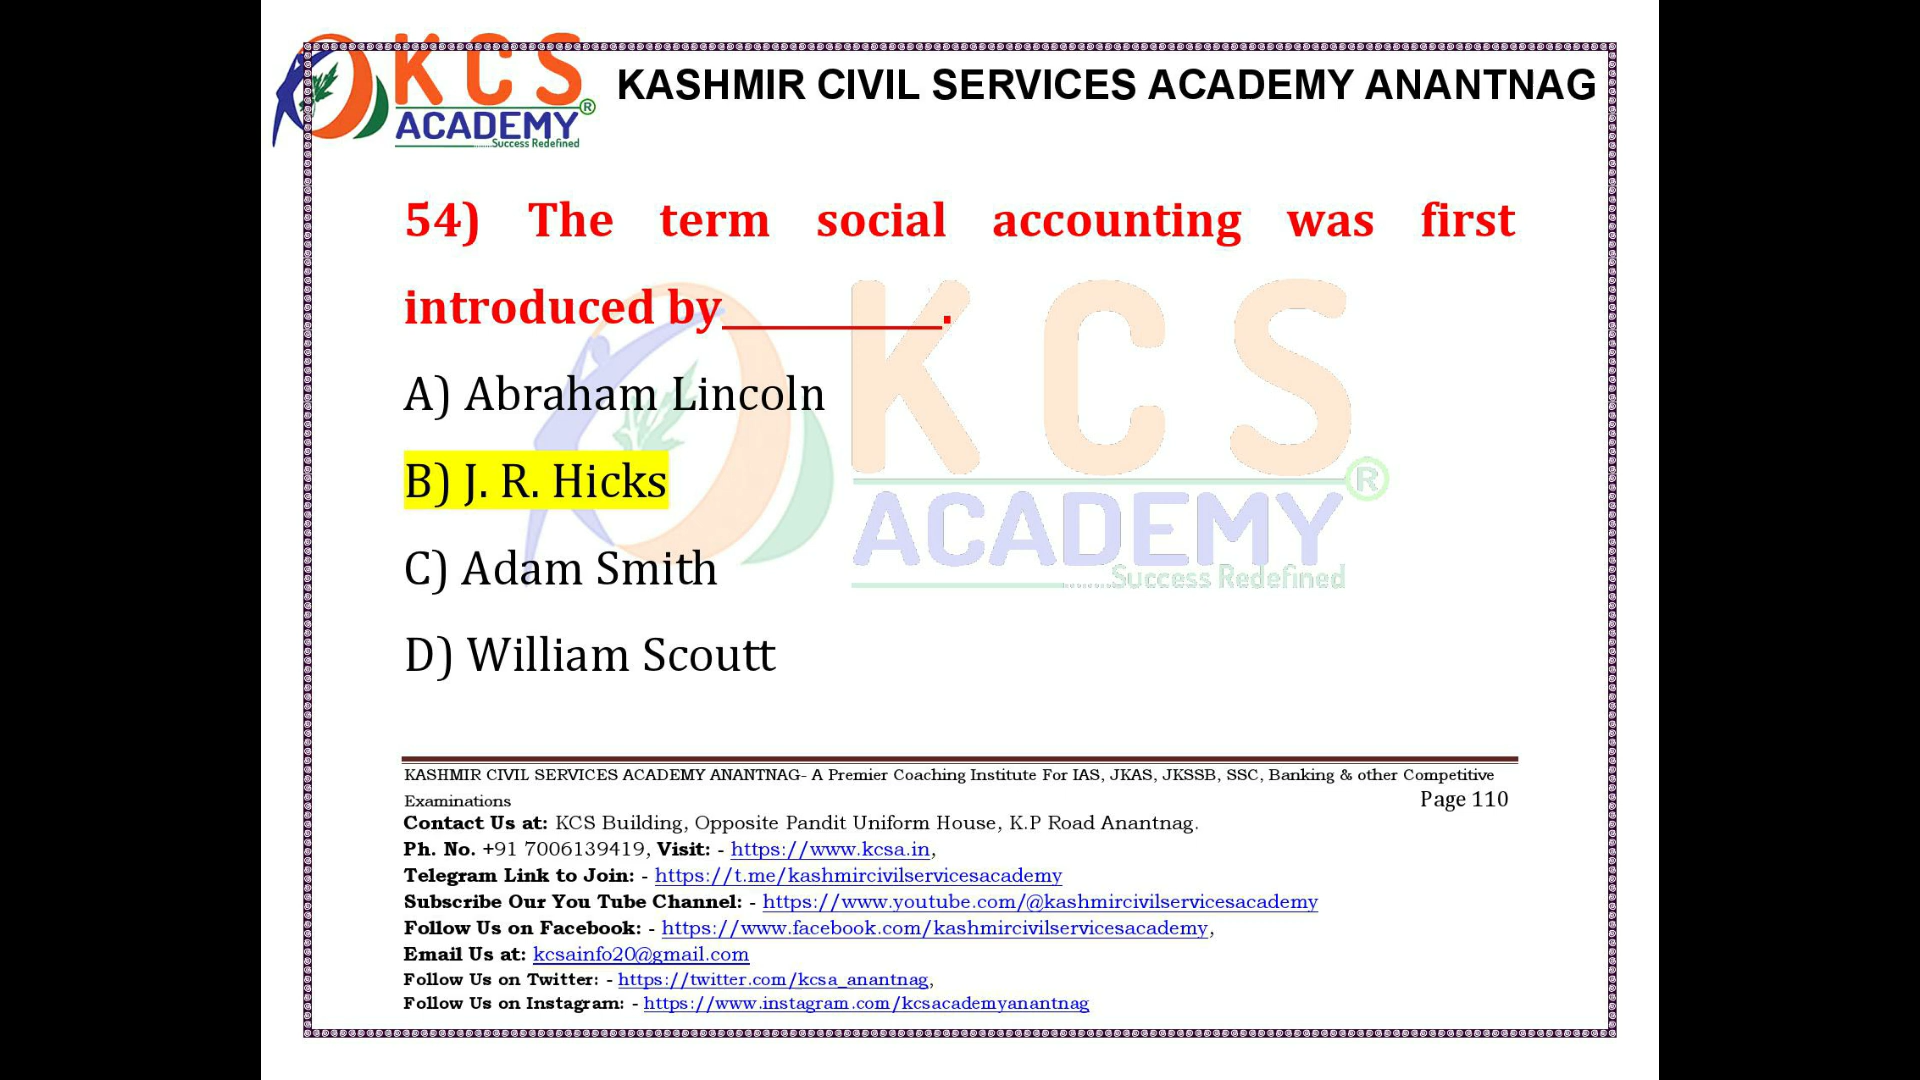 KCS
ACADEMY®
.......Success Redefined
KASHMIR CIVIL SERVICES ACADEMY ANANTNAG
54) The term social accounting was first
introduced by__________.
A) Abraham Lincoln
B) J. R. Hicks
C) Adam Smith
D) William Scoutt
KCS
ACADEMY®
.......Success Redefined
KASHMIR CIVIL SERVICES ACADEMY ANANTNAG- A Premier Coaching Institute For IAS, JKAS, JKSSB, SSC, Banking & other Competitive
Examinations Page 110
Contact Us at: KCS Building, Opposite Pandit Uniform House, K.P Road Anantnag.
Ph. No. +91 7006139419, Visit: - https://www.kcsa.in,
Telegram Link to Join: - https://t.me/kashmircivilservicesacademy
Subscribe Our You Tube Channel: - https://www.youtube.com/@kashmircivilservicesacademy
Follow Us on Facebook: - https://www.facebook.com/kashmircivilservicesacademy,
Email Us at: kcsainfo20@gmail.com
Follow Us on Twitter: - https://twitter.com/kcsa_anantnag,
Follow Us on Instagram: - https://www.instagram.com/kcsacademyanantnag